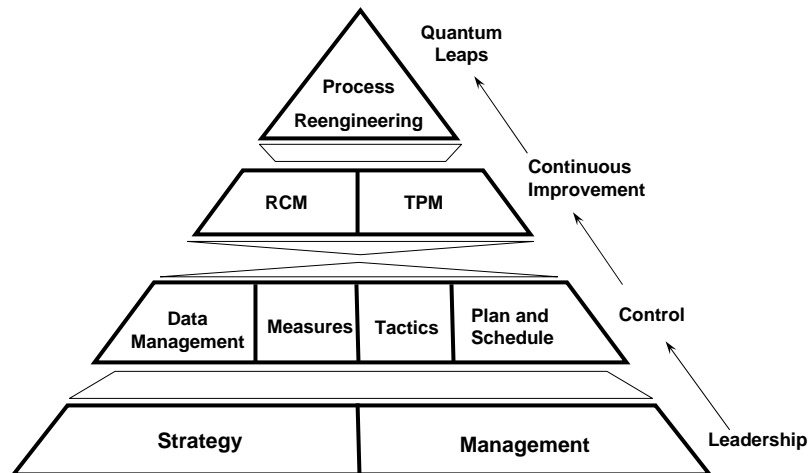 Quantum
Leaps
Process
Reengineering
Continuous
Improvement
RCM
TPM
Data
Management
Measures
Tactics
Plan and
Schedule
Control
Strategy
Management
Leadership